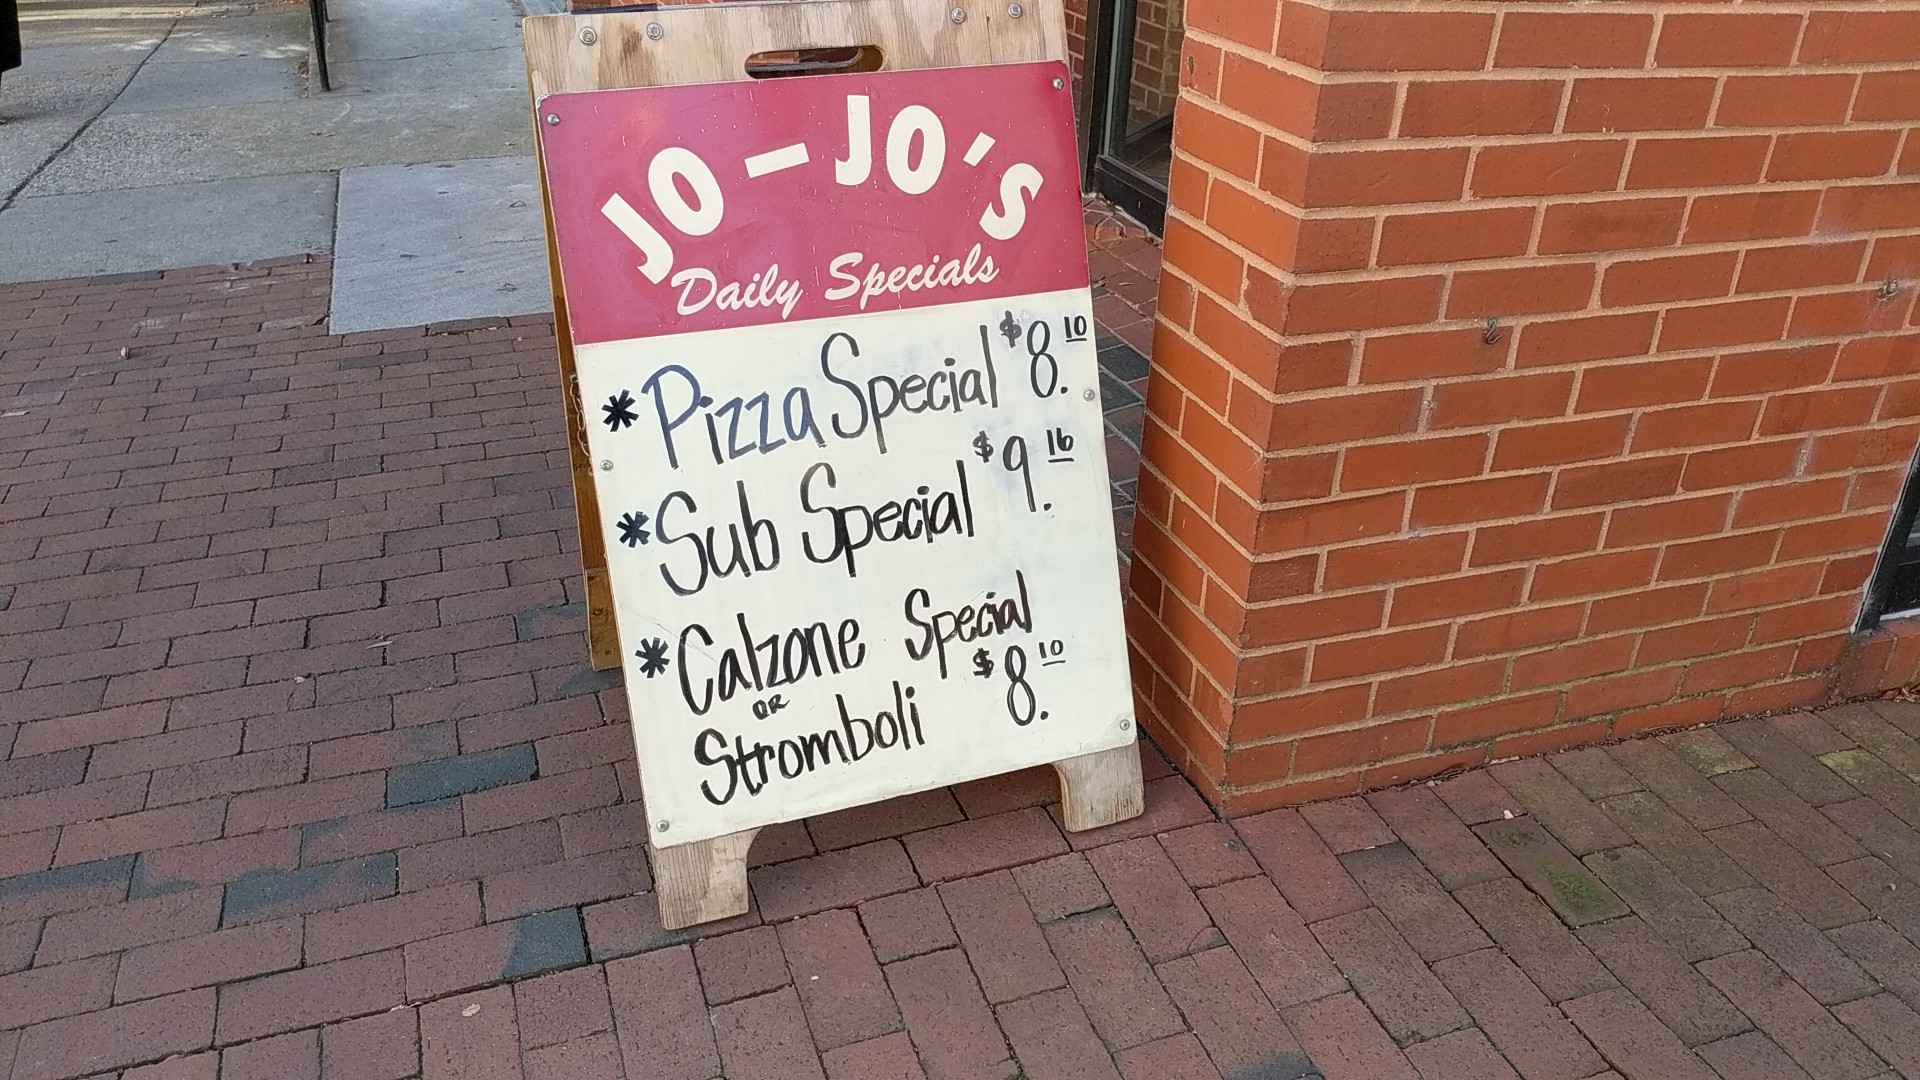 JO-JO'S
Daily Specials
* Pizza Special $8.10
* Sub Special $9.16
* Calzone Special
OR
Stromboli $8.10